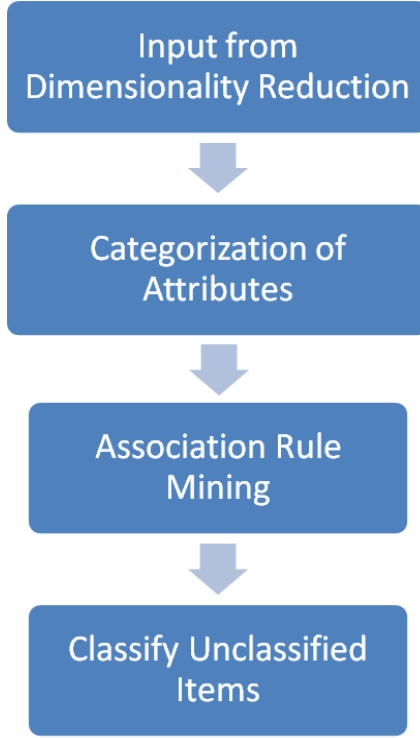 Input from
Dimensionality Reduction
Categorization of
Attributes
Association Rule
Mining
Classify Unclassified
Items